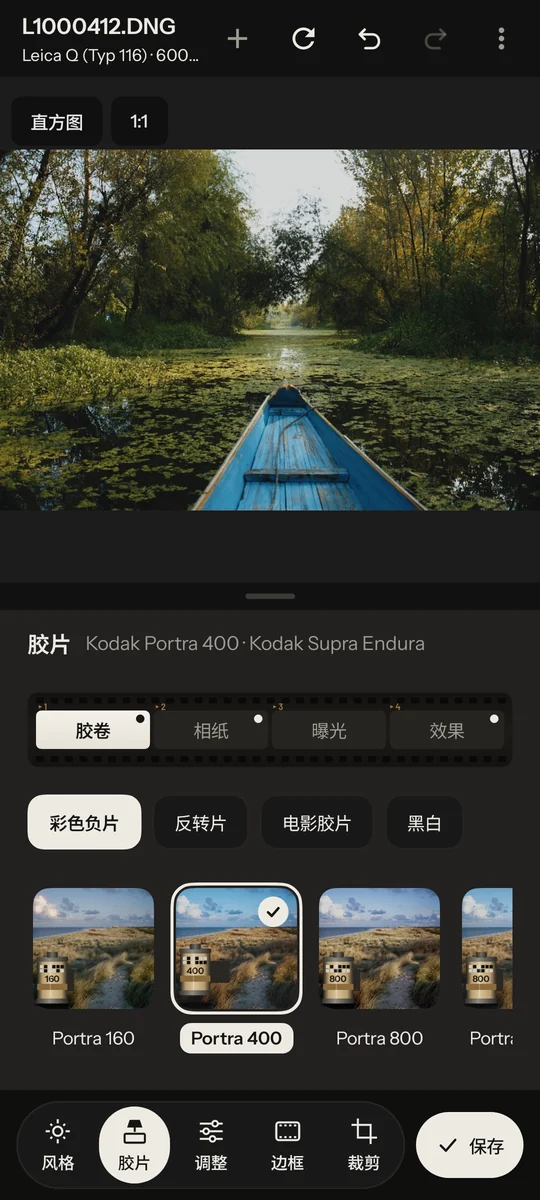 L1000412.DNG
Leica Q (Typ 116) · 600...
直方图
1:1
胶片 Kodak Portra 400 · Kodak Supra Endura
1 2 3 4
胶卷 相纸 曝光 效果
彩色负片 反转片 电影胶片 黑白
160 400 800 800
Portra 160 Portra 400 Portra 800 Portra
风格 胶片 调整 边框 裁剪 保存